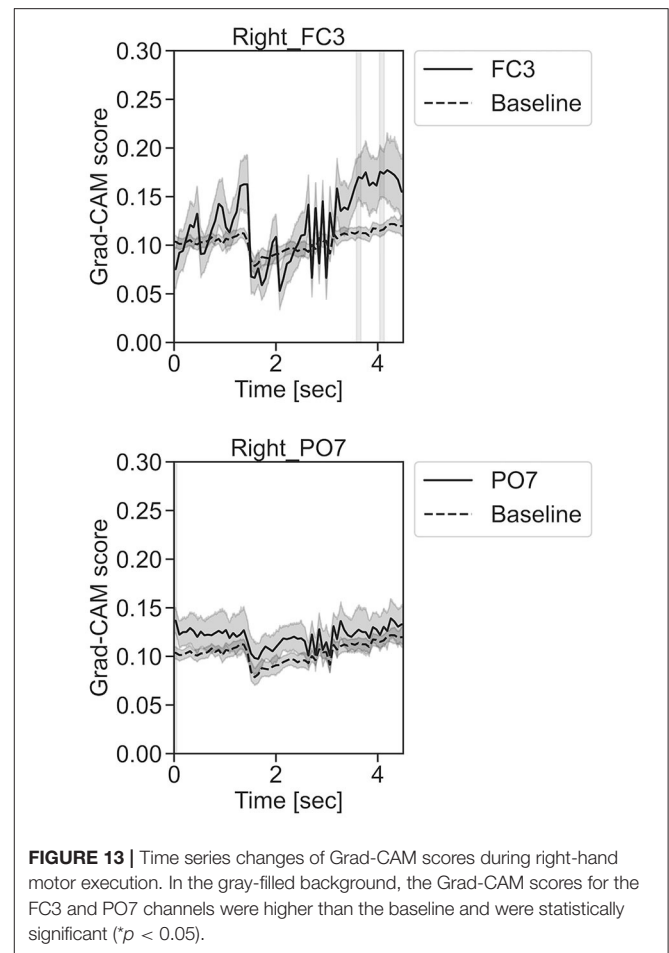 Right_FC3
0.30
0.25
0.20
0.15
0.10
0.05
0.00
Grad-CAM score
0 2 4
Time [sec]
FC3
Baseline
Right_PO7
0.30
0.25
0.20
0.15
0.10
0.05
0.00
Grad-CAM score
0 2 4
Time [sec]
PO7
Baseline
FIGURE 13 | Time series changes of Grad-CAM scores during right-hand
motor execution. In the gray-filled background, the Grad-CAM scores for the
FC3 and PO7 channels were higher than the baseline and were statistically
significant (*p < 0.05).